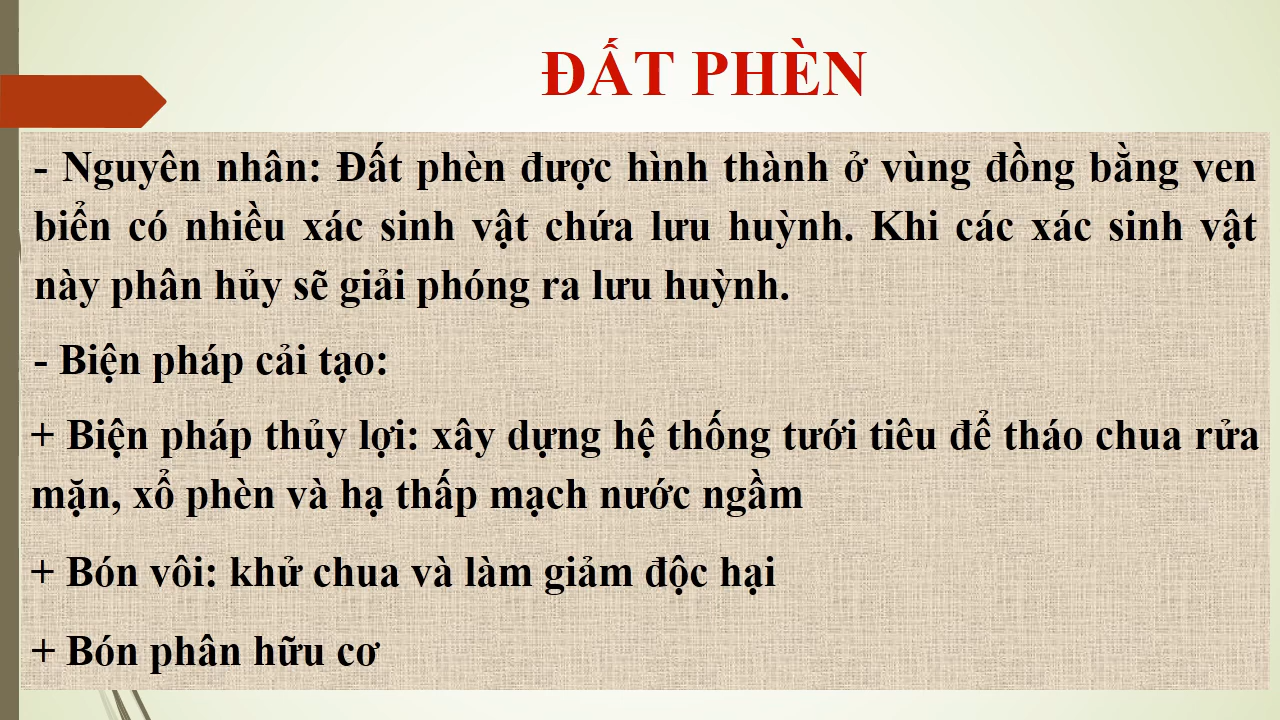 ĐẤT PHÈN
- Nguyên nhân: Đất phèn được hình thành ở vùng đồng bằng ven
biển có nhiều xác sinh vật chứa lưu huỳnh. Khi các xác sinh vật
này phân hủy sẽ giải phóng ra lưu huỳnh.
- Biện pháp cải tạo:
+ Biện pháp thủy lợi: xây dựng hệ thống tưới tiêu để tháo chua rửa
mặn, xổ phèn và hạ thấp mạch nước ngầm
+ Bón vôi: khử chua và làm giảm độc hại
+ Bón phân hữu cơ